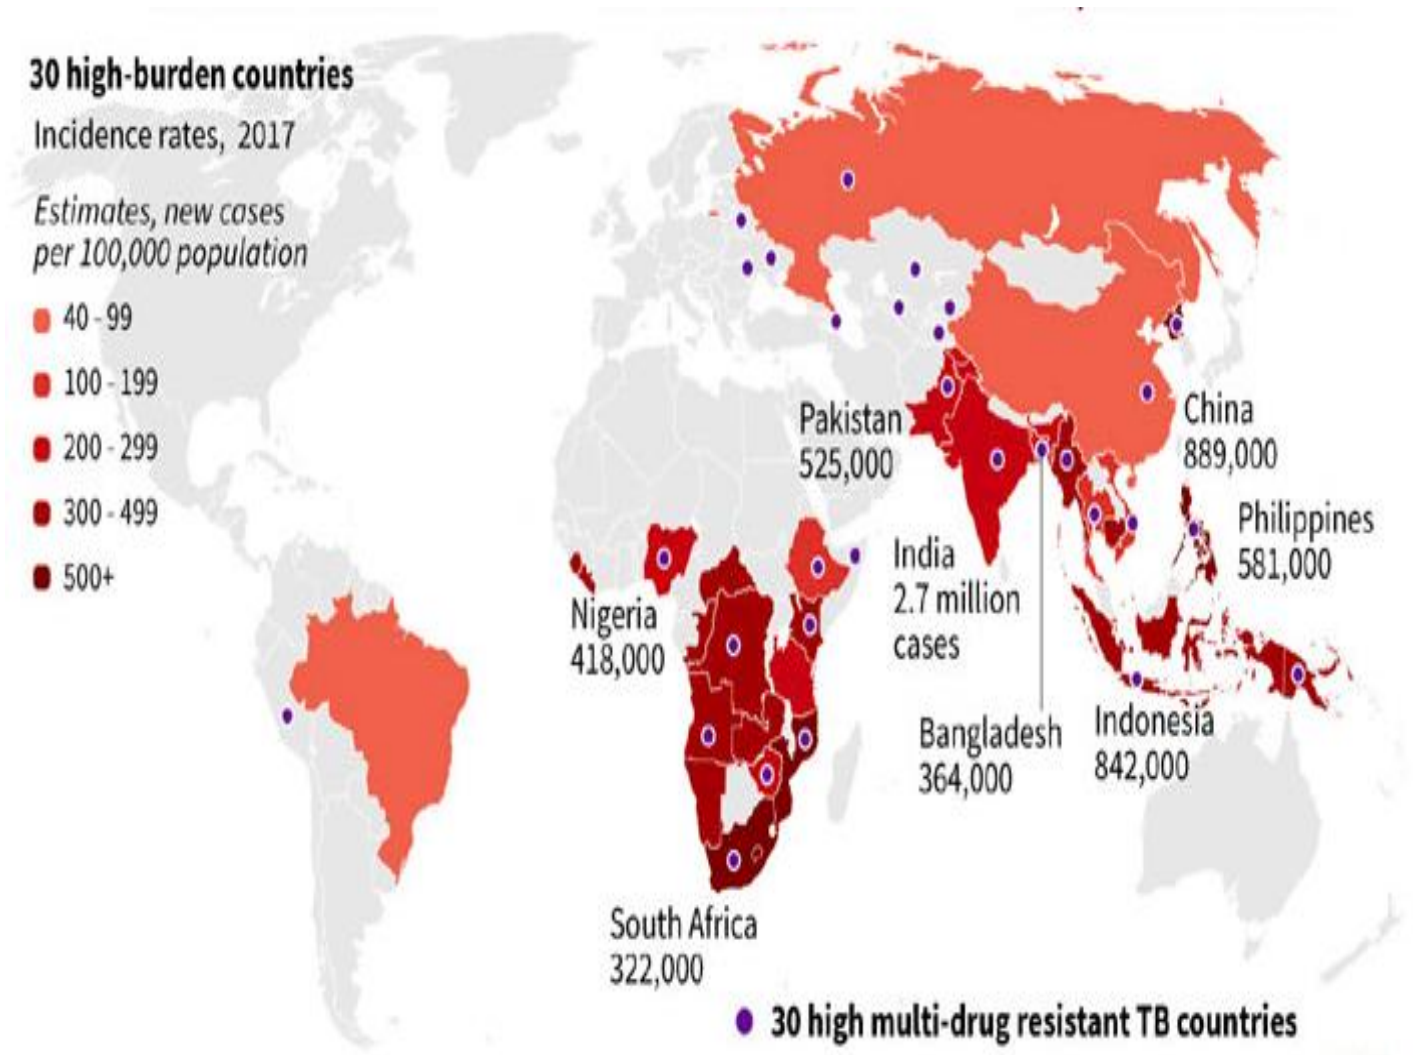 30 high-burden countries
Incidence rates, 2017
Estimates, new cases
per 100,000 population
40 - 99
100 - 199
200 - 299
300 - 499
500+
Pakistan
525,000
China
889,000
Philippines
581,000
India
2.7 million
cases
Nigeria
418,000
Bangladesh
364,000
Indonesia
842,000
South Africa
322,000
30 high multi-drug resistant TB countries